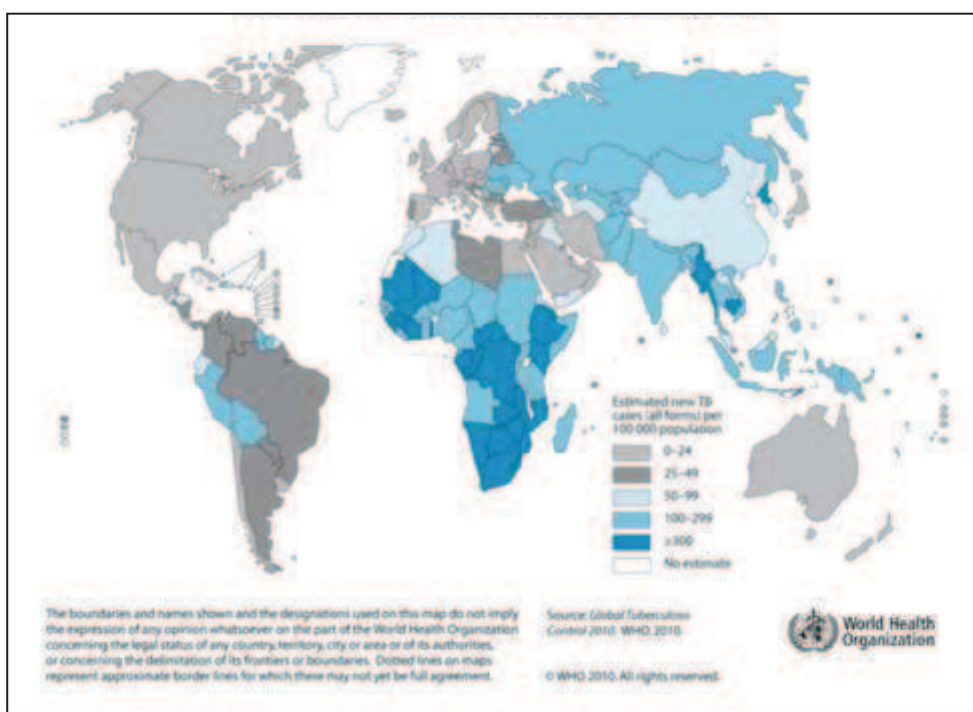 Estimated new TB
cases (all forms) per
100 000 population
0–24
25–49
50–99
100–299
≥300
No estimate
The boundaries and names shown and the designations used on this map do not imply
the expression of any opinion whatsoever on the part of the World Health Organization
concerning the legal status of any country, territory, city or area or of its authorities,
or concerning the delimitation of its frontiers or boundaries. Dotted lines on maps
represent approximate border lines for which there may not yet be full agreement.
Source: Global Tuberculosis
Control 2010. WHO, 2010.
© WHO 2010. All rights reserved.
World Health
Organization